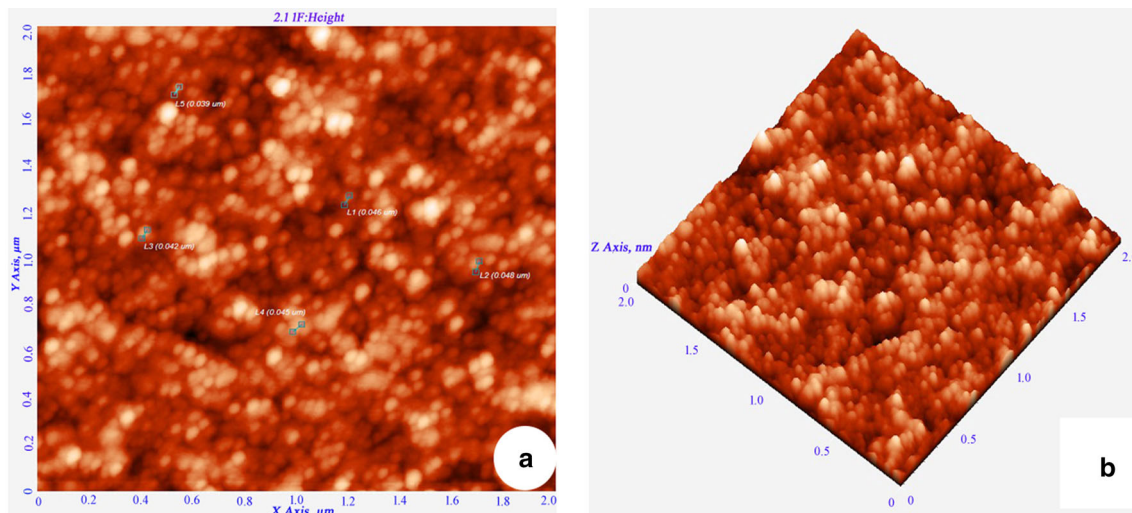 2.1 1F:Height
Y Axis, µm
2.0
1.8
1.6
1.4
1.2
1.0
0.8
0.6
0.4
0.2
0
L5 (0.039 um)
L1 (0.046 um)
L3 (0.042 um)
L2 (0.048 um)
L4 (0.045 um)
0 0.2 0.4 0.6 0.8 1.0 1.2 1.4 1.6 1.8 2.0
X Axis, µm
a
Z Axis, nm
0
2.0
1.5
1.0
0.5
0
0
0.5
1.0
1.5
2.
b